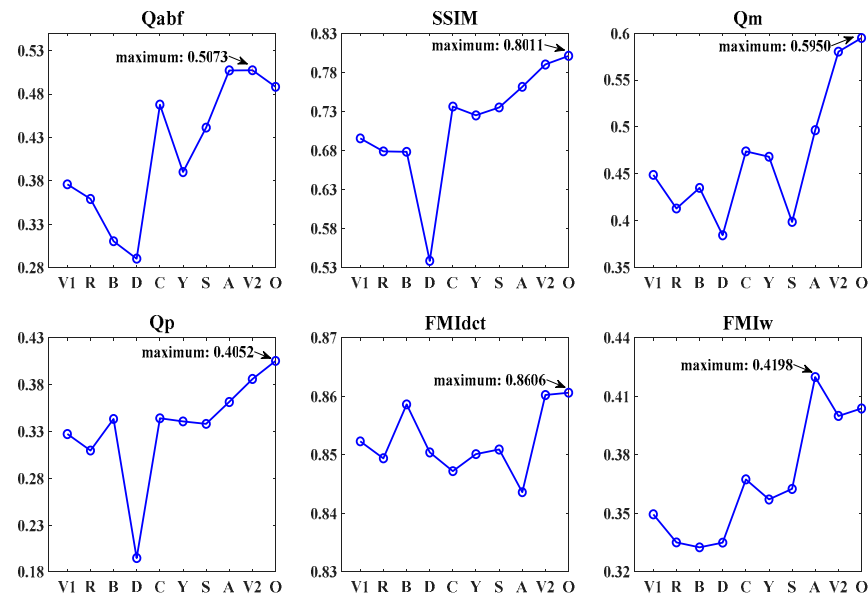 Qabf
SSIM
Qm
0.53
0.48
0.43
0.38
0.33
0.28
maximum: 0.5073
V1 R B D C Y S A V2 O
0.83
0.78
0.73
0.68
0.63
0.58
0.53
maximum: 0.8011
V1 R B D C Y S A V2 O
0.6
0.55
0.5
0.45
0.4
0.35
maximum: 0.5950
V1 R B D C Y S A V2 O
Qp
FMIdct
FMIw
0.43
0.38
0.33
0.28
0.23
0.18
maximum: 0.4052
V1 R B D C Y S A V2 O
0.87
0.86
0.85
0.84
0.83
maximum: 0.8606
V1 R B D C Y S A V2 O
0.44
0.41
0.38
0.35
0.32
maximum: 0.4198
V1 R B D C Y S A V2 O